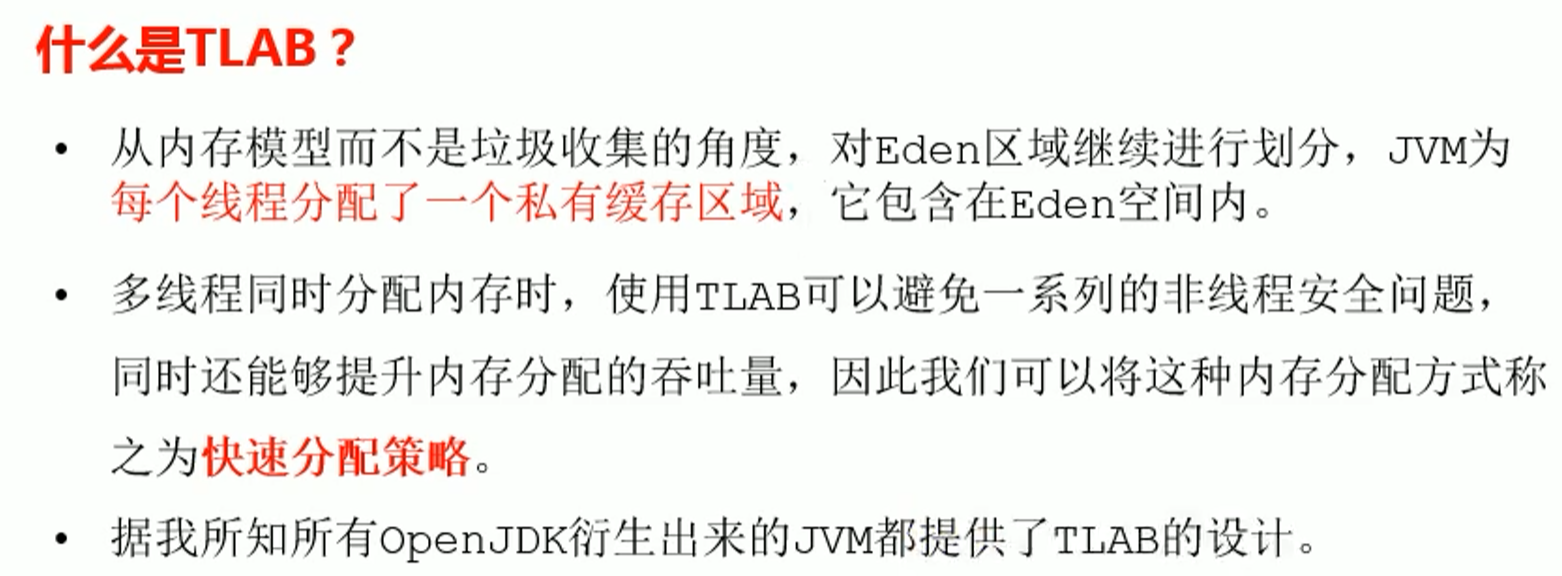 什么是TLAB？
• 从内存模型而不是垃圾收集的角度，对Eden区域继续进行划分，JVM为
每个线程分配了一个私有缓存区域，它包含在Eden空间内。
• 多线程同时分配内存时，使用TLAB可以避免一系列的非线程安全问题，
同时还能够提升内存分配的吞吐量，因此我们可以将这种内存分配方式称
之为快速分配策略。
• 据我所知所有OpenJDK衍生出来的JVM都提供了TLAB的设计。